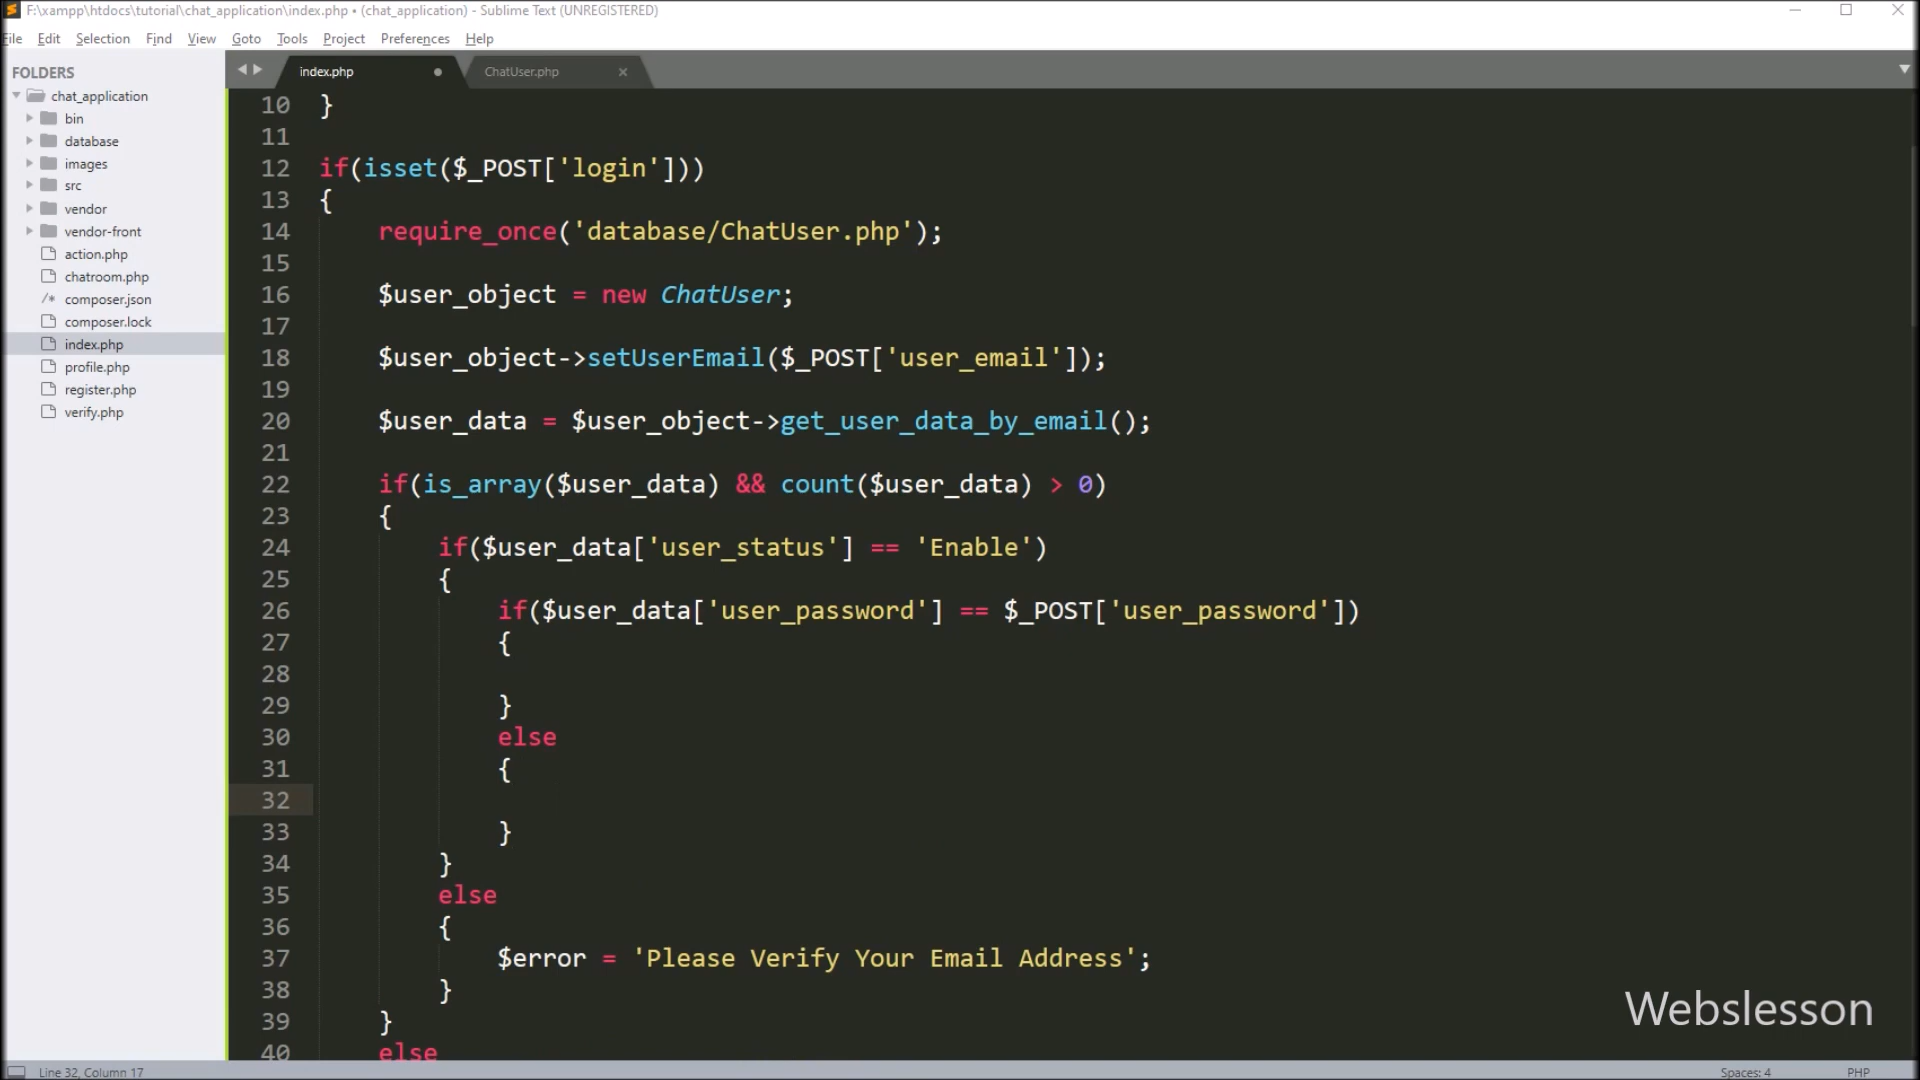 F:\xampp\htdocs\tutorial\chat_application\index.php • (chat_application) - Sublime Text (UNREGISTERED)
File Edit Selection Find View Goto Tools Project Preferences Help
FOLDERS
chat_application
bin
database
images
src
vendor
vendor-front
action.php
chatroom.php
/* composer.json
composer.lock
index.php
profile.php
register.php
verify.php
index.php ChatUser.php
10 }
11
12 if(isset($_POST['login']))
13 {
14 require_once('database/ChatUser.php');
15
16 $user_object = new ChatUser;
17
18 $user_object->setUserEmail($_POST['user_email']);
19
20 $user_data = $user_object->get_user_data_by_email();
21
22 if(is_array($user_data) && count($user_data) > 0)
23 {
24 if($user_data['user_status'] == 'Enable')
25 {
26 if($user_data['user_password'] == $_POST['user_password'])
27 {
28
29 }
30 else
31 {
32
33 }
34 }
35 else
36 {
37 $error = 'Please Verify Your Email Address';
38 }
39 }
40 else
Webslesson
Line 32, Column 17 Spaces: 4 PHP